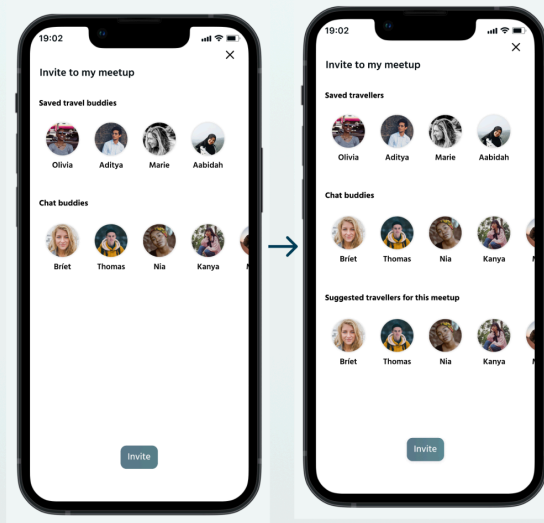 19:02
Invite to my meetup
Saved travel buddies
Olivia Aditya Marie Aabidah
Chat buddies
Bríet Thomas Nia Kanya
Invite
19:02
Invite to my meetup
Saved travellers
Olivia Aditya Marie Aabidah
Chat buddies
Bríet Thomas Nia Kanya
Suggested travellers for this meetup
Bríet Thomas Nia Kanya
Invite